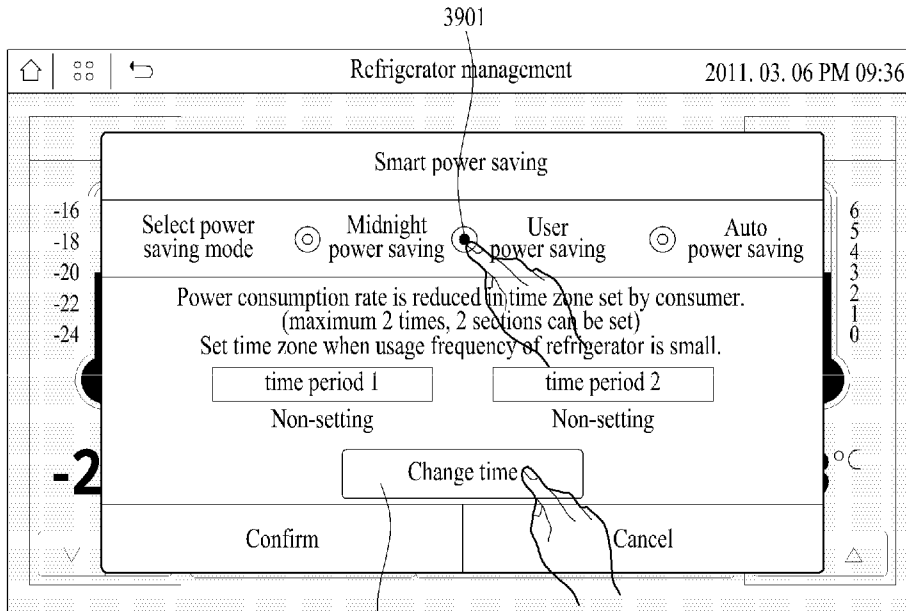 3901
Refrigerator management
2011. 03. 06 PM 09:36
Smart power saving
Select power
saving mode
Midnight
power saving
User
power saving
Auto
power saving
-16
-18
-20
-22
-24
6
5
4
3
2
1
0
Power consumption rate is reduced in time zone set by consumer.
(maximum 2 times, 2 sections can be set)
Set time zone when usage frequency of refrigerator is small.
time period 1
time period 2
Non-setting
Non-setting
-2
°C
Change time
Confirm
Cancel